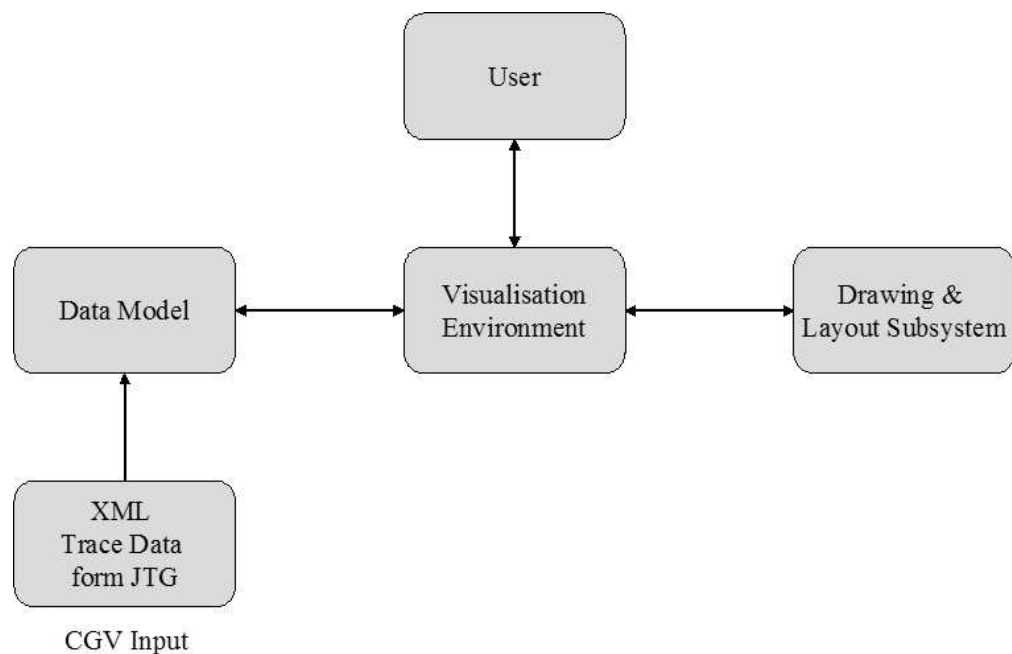 User
Data Model
Visualisation
Environment
Drawing &
Layout Subsystem
XML
Trace Data
form JTG
CGV Input